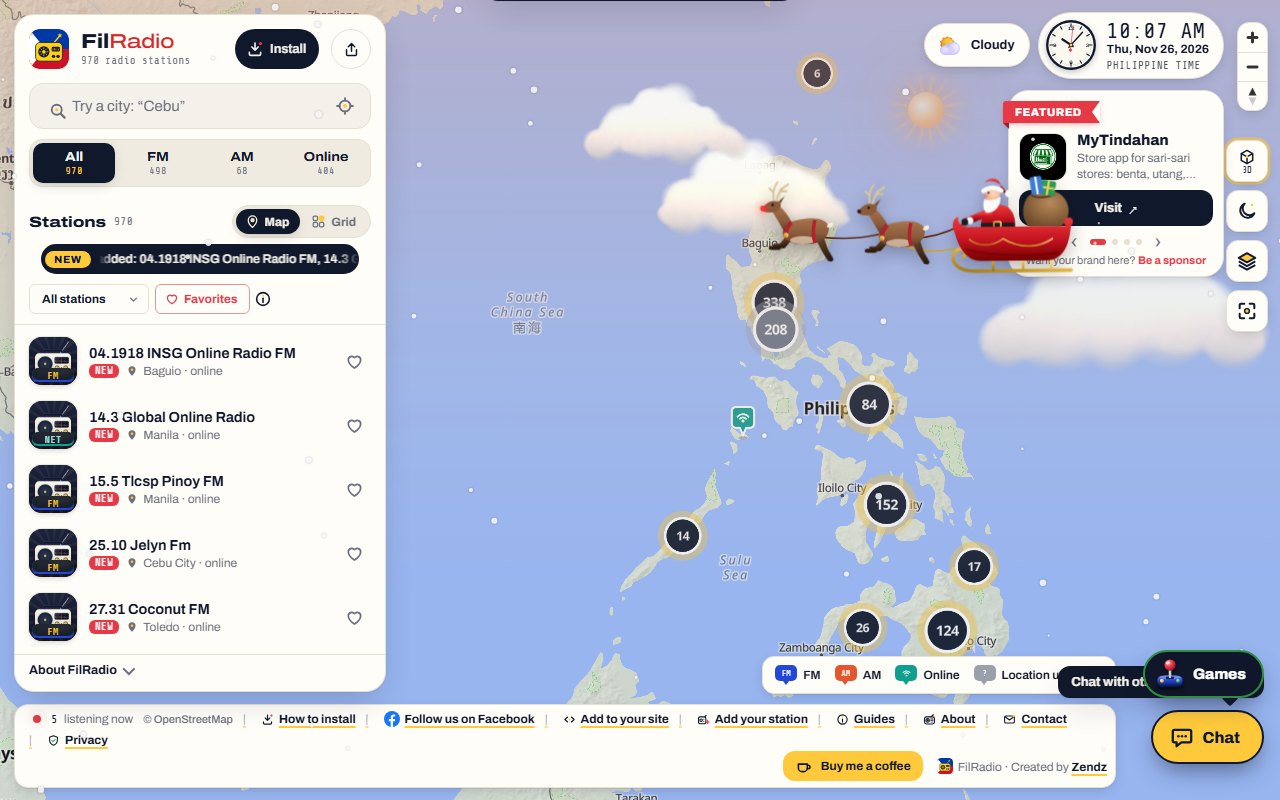 FilRadio
970 radio stations
Install
Try a city: “Cebu”
All
970
FM
498
AM
68
Online
404
Stations 970
Map
Grid
NEW
dded: 04.1918 INSG Online Radio FM, 14.3
All stations
Favorites
FM
04.1918 INSG Online Radio FM
NEW Baguio · online
NET
14.3 Global Online Radio
NEW Manila · online
FM
15.5 Tlcsp Pinoy FM
NEW Manila · online
FM
25.10 Jelyn Fm
NEW Cebu City · online
FM
27.31 Coconut FM
NEW Toledo · online
About FilRadio
6
Cloudy
10:07 AM
Thu, Nov 26, 2026
PHILIPPINE TIME
FEATURED
MyTindahan
Store app for sari-sari
stores: benta, utang,...
Visit ↗
Want your brand here? Be a sponsor
3D
Baguio
South
China Sea
南海
338
208
84
Iloilo City
152
14
Sulu
Sea
17
26
124
Zamboanga City
o City
FM
FM
AM
AM
Online
?
Location u
Chat with ot
Games
Chat
5 listening now
© OpenStreetMap
How to install
Follow us on Facebook
Add to your site
Add your station
Guides
About
Contact
Privacy
Buy me a coffee
FilRadio · Created by Zendz
Tarakan